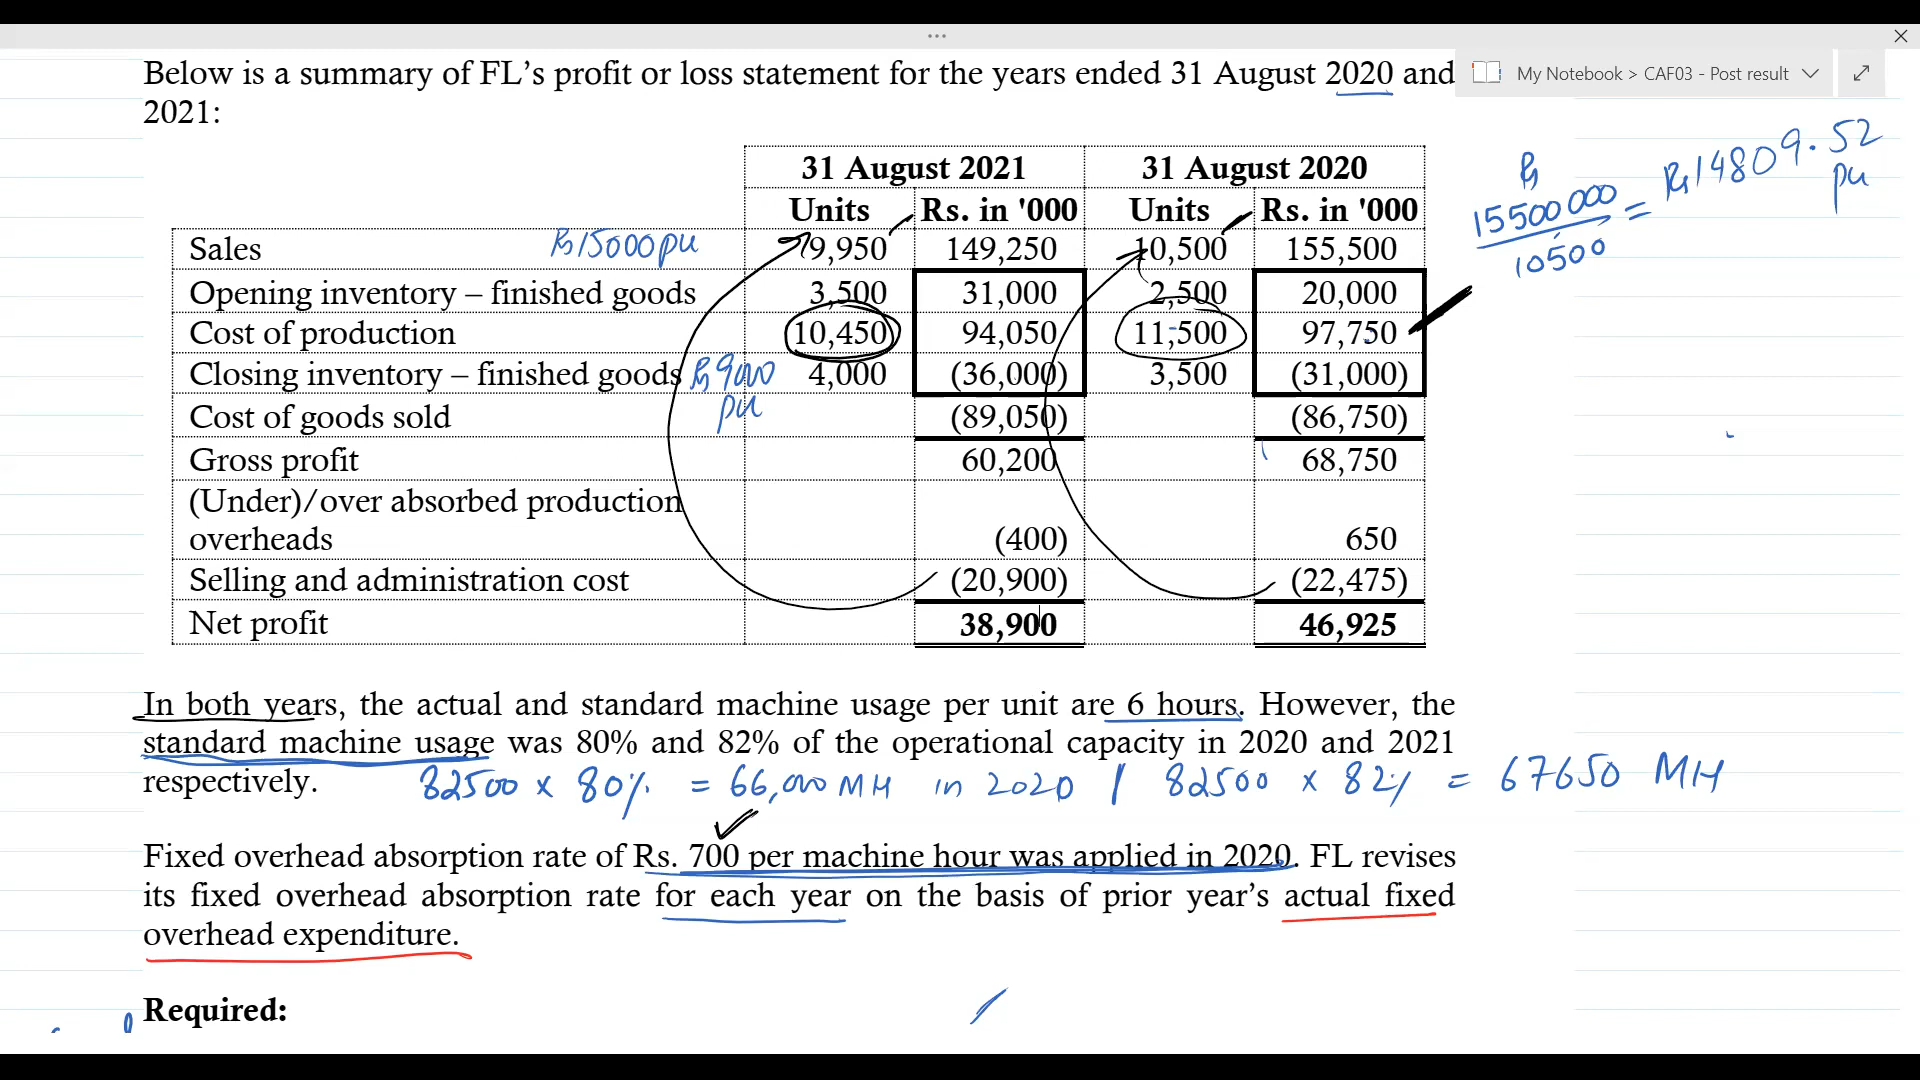 Below is a summary of FL's profit or loss statement for the years ended 31 August 2020 and
2021:
My Notebook > CAF03 - Post result
31 August 2021 31 August 2020
Units Rs. in '000 Units Rs. in '000
Sales Rs 15000 pu 9,950 149,250 10,500 155,500
Opening inventory – finished goods 3,500 31,000 2,500 20,000
Cost of production 10,450 94,050 11,500 97,750
Closing inventory – finished goods Rs 9000 4,000 (36,000) 3,500 (31,000)
pu
Cost of goods sold (89,050) (86,750)
Gross profit 60,200 68,750
(Under)/over absorbed production
overheads (400) 650
Selling and administration cost (20,900) (22,475)
Net profit 38,900 46,925
Rs
15500 000 = Rs 14809.52
10500 pu
In both years, the actual and standard machine usage per unit are 6 hours. However, the
standard machine usage was 80% and 82% of the operational capacity in 2020 and 2021
respectively.
82500 x 80% = 66,000 MH in 2020 / 82500 x 82% = 67650 MH
Fixed overhead absorption rate of Rs. 700 per machine hour was applied in 2020. FL revises
its fixed overhead absorption rate for each year on the basis of prior year's actual fixed
overhead expenditure.
Required: